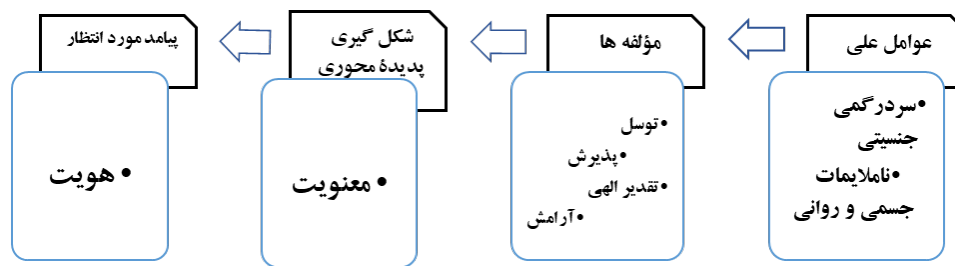 عوامل علی
•سردرگمی
جنسیتی
•ناملایمات
جسمی و روانی
مؤلفه ها
•توسل
•پذیرش
•تقدیر الهی
•آرامش
شکل گیری
پدیدۀ محوری
•معنویت
پیامد مورد انتظار
•هویت